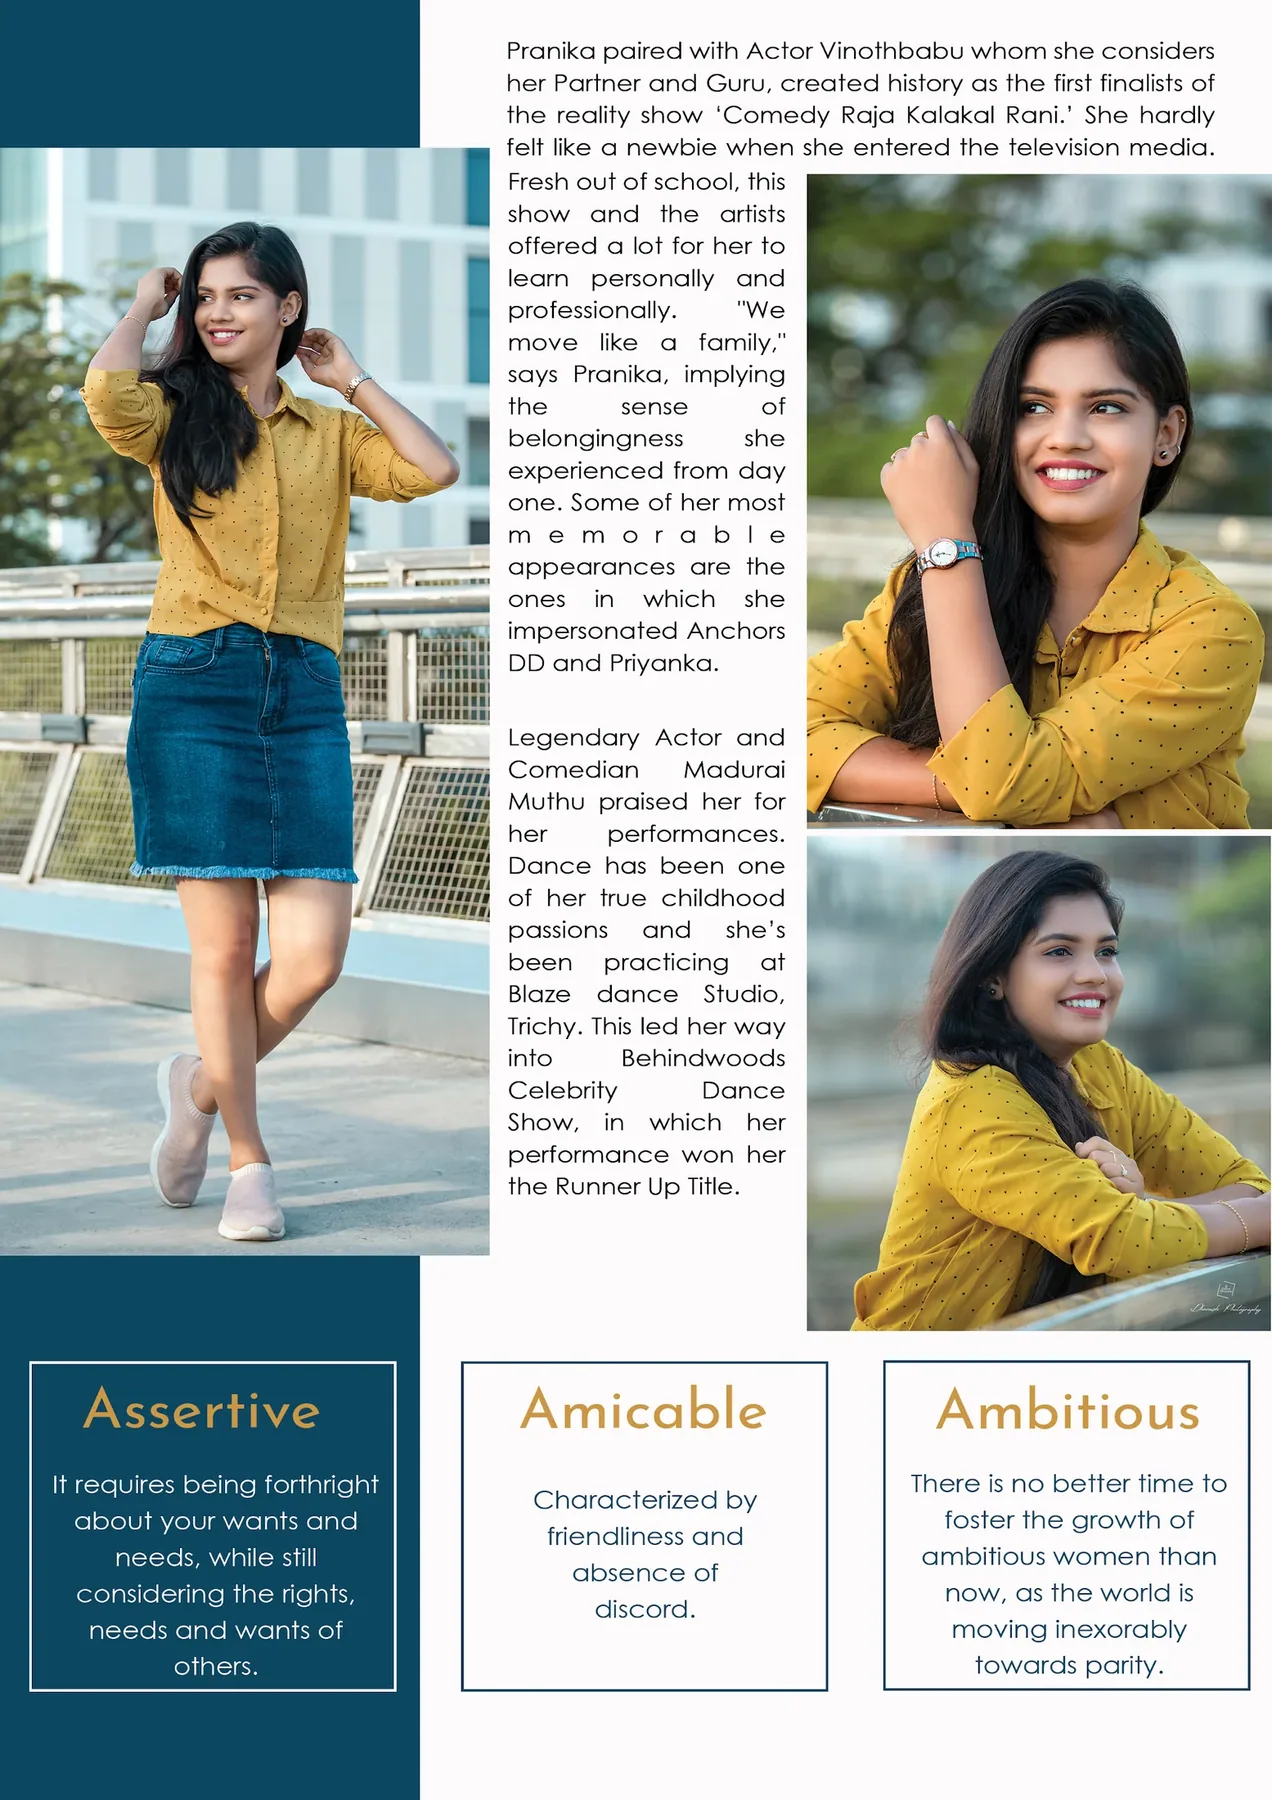 Pranika paired with Actor Vinothbabu whom she considers
her Partner and Guru, created history as the first finalists of
the reality show ‘Comedy Raja Kalakal Rani.’ She hardly
felt like a newbie when she entered the television media.
Fresh out of school, this
show and the artists
offered a lot for her to
learn personally and
professionally. "We
move like a family,"
says Pranika, implying
the sense of
belongingness she
experienced from day
one. Some of her most
memorable
appearances are the
ones in which she
impersonated Anchors
DD and Priyanka.
Legendary Actor and
Comedian Madurai
Muthu praised her for
her performances.
Dance has been one
of her true childhood
passions and she’s
been practicing at
Blaze dance Studio,
Trichy. This led her way
into Behindwoods
Celebrity Dance
Show, in which her
performance won her
the Runner Up Title.
Photography
Assertive
It requires being forthright
about your wants and
needs, while still
considering the rights,
needs and wants of
others.
Amicable
Characterized by
friendliness and
absence of
discord.
Ambitious
There is no better time to
foster the growth of
ambitious women than
now, as the world is
moving inexorably
towards parity.